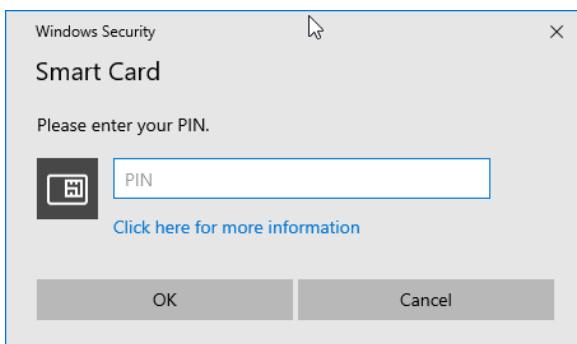 Windows Security
Smart Card
Please enter your PIN.
PIN
Click here for more information
OK
Cancel